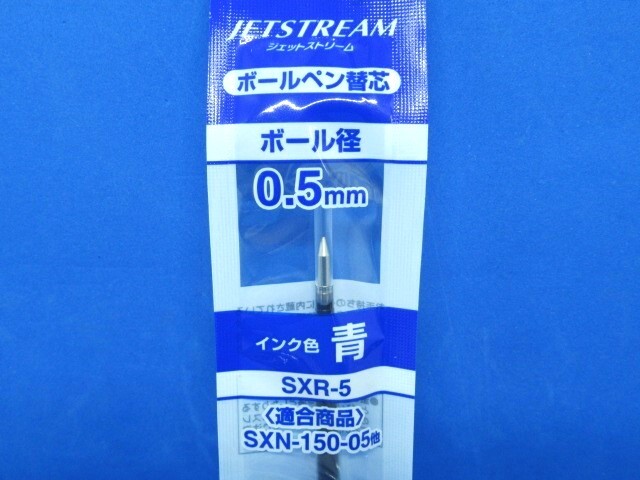 JETSTREAM
ジェットストリーム
ボールペン替芯
ボール径
0.5mm
インク色 青
SXR-5
〈適合商品〉
SXN-150-05他